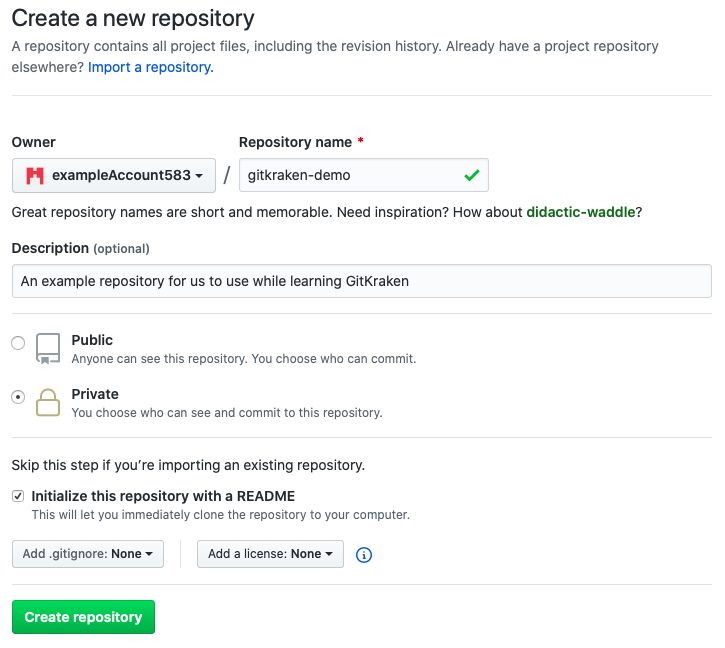 Create a new repository
A repository contains all project files, including the revision history. Already have a project repository
elsewhere? Import a repository.
Owner
Repository name *
exampleAccount583
/
gitkraken-demo
Great repository names are short and memorable. Need inspiration? How about didactic-waddle?
Description (optional)
An example repository for us to use while learning GitKraken
Public
Anyone can see this repository. You choose who can commit.
Private
You choose who can see and commit to this repository.
Skip this step if you’re importing an existing repository.
Initialize this repository with a README
This will let you immediately clone the repository to your computer.
Add .gitignore: None
Add a license: None
Create repository